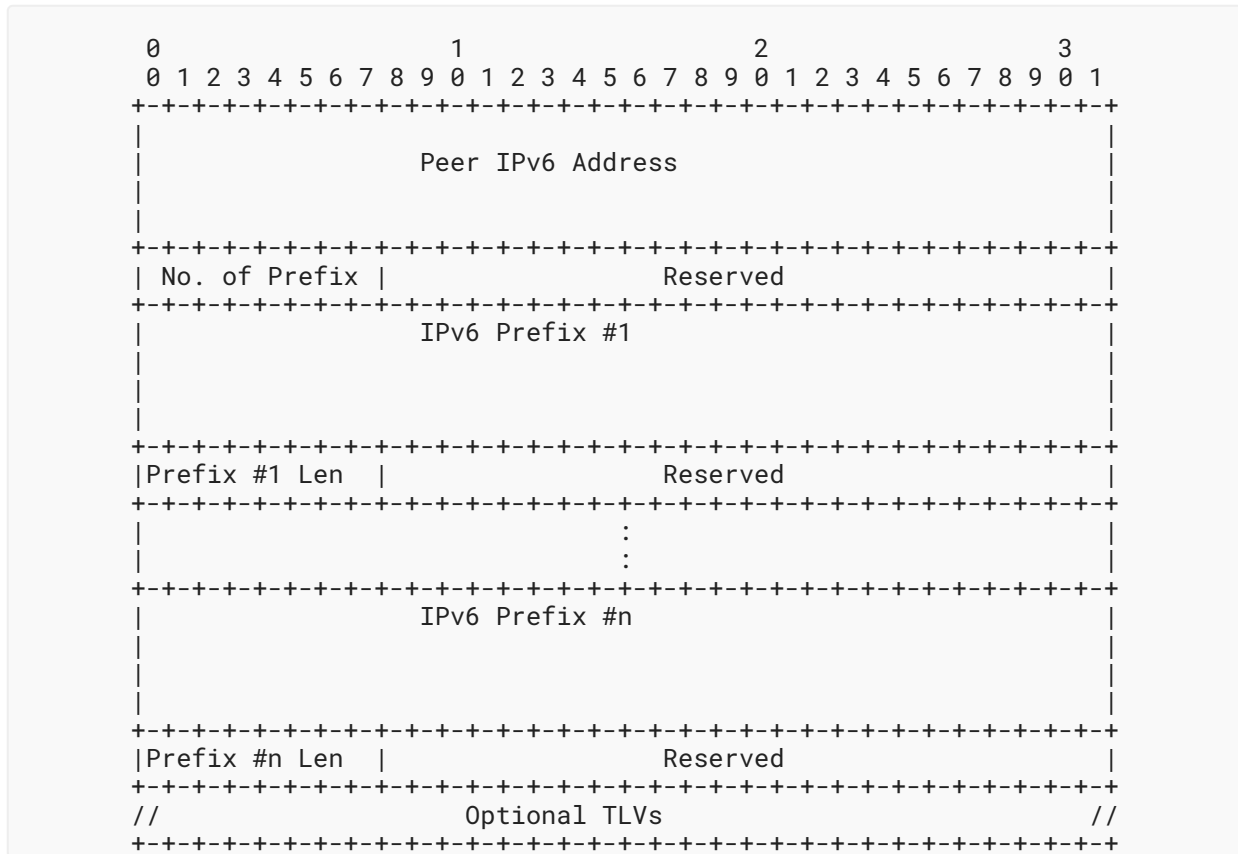 0                   1                   2                   3
 0 1 2 3 4 5 6 7 8 9 0 1 2 3 4 5 6 7 8 9 0 1 2 3 4 5 6 7 8 9 0 1
+-+-+-+-+-+-+-+-+-+-+-+-+-+-+-+-+-+-+-+-+-+-+-+-+-+-+-+-+-+-+-+-+
|                                                               |
|                  Peer IPv6 Address                            |
|                                                               |
|                                                               |
+-+-+-+-+-+-+-+-+-+-+-+-+-+-+-+-+-+-+-+-+-+-+-+-+-+-+-+-+-+-+-+-+
| No. of Prefix |                  Reserved                     |
+-+-+-+-+-+-+-+-+-+-+-+-+-+-+-+-+-+-+-+-+-+-+-+-+-+-+-+-+-+-+-+-+
|                  IPv6 Prefix #1                               |
|                                                               |
|                                                               |
|                                                               |
+-+-+-+-+-+-+-+-+-+-+-+-+-+-+-+-+-+-+-+-+-+-+-+-+-+-+-+-+-+-+-+-+
|Prefix #1 Len  |                  Reserved                     |
+-+-+-+-+-+-+-+-+-+-+-+-+-+-+-+-+-+-+-+-+-+-+-+-+-+-+-+-+-+-+-+-+
|                               :                               |
|                               :                               |
+-+-+-+-+-+-+-+-+-+-+-+-+-+-+-+-+-+-+-+-+-+-+-+-+-+-+-+-+-+-+-+-+
|                  IPv6 Prefix #n                               |
|                                                               |
|                                                               |
|                                                               |
+-+-+-+-+-+-+-+-+-+-+-+-+-+-+-+-+-+-+-+-+-+-+-+-+-+-+-+-+-+-+-+-+
|Prefix #n Len  |                  Reserved                     |
+-+-+-+-+-+-+-+-+-+-+-+-+-+-+-+-+-+-+-+-+-+-+-+-+-+-+-+-+-+-+-+-+
//                    Optional TLVs                            //
+-+-+-+-+-+-+-+-+-+-+-+-+-+-+-+-+-+-+-+-+-+-+-+-+-+-+-+-+-+-+-+-+